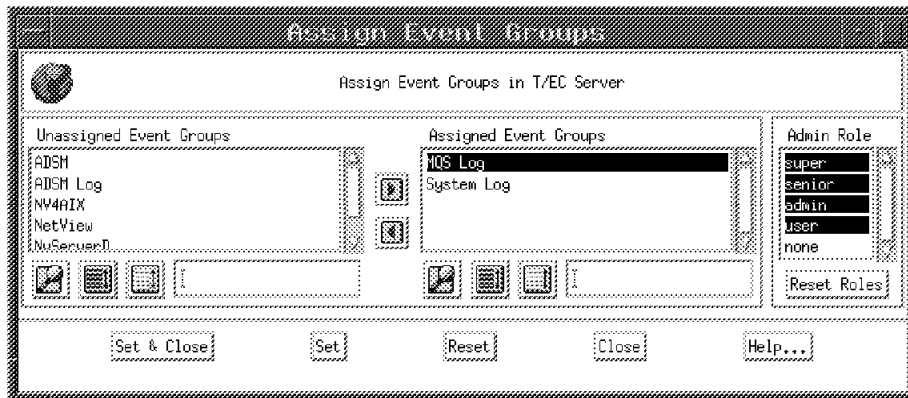 Assign Event Groups
Assign Event Groups in T/EC Server
Unassigned Event Groups
ADSM
ADSM Log
NV4AIX
NetView
NvServerD
Assigned Event Groups
MQS Log
System Log
Admin Role
super
senior
admin
user
none
Reset Roles
Set & Close
Set
Reset
Close
Help...